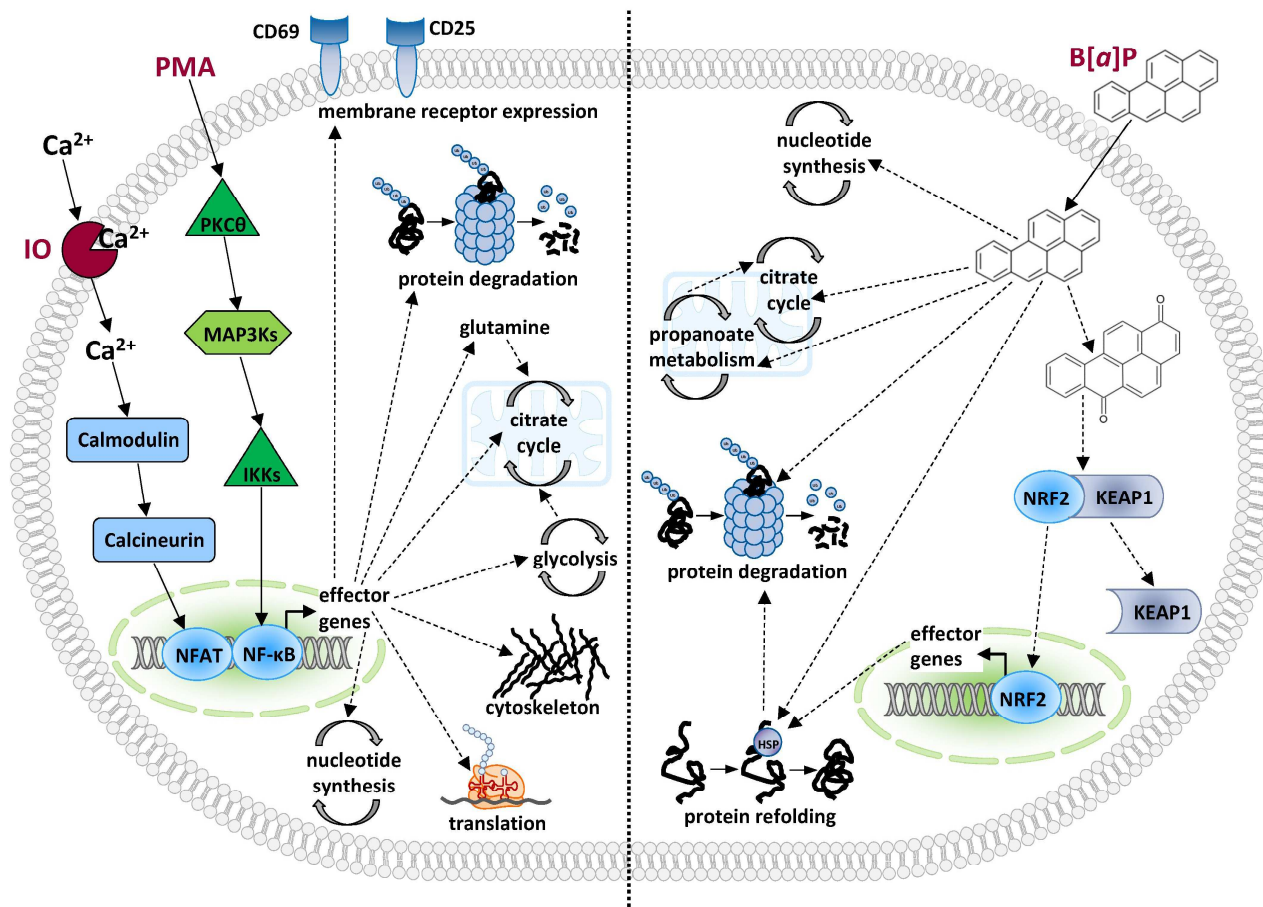 CD69
CD25
PMA
membrane receptor expression
Ca²⁺
IO
Ca²⁺
PKCθ
protein degradation
MAP3Ks
Ca²⁺
glutamine
Calmodulin
citrate
cycle
IKKs
Calcineurin
glycolysis
effector
genes
NFAT
NF-κB
cytoskeleton
nucleotide
synthesis
translation
B[a]P
nucleotide
synthesis
citrate
cycle
propanoate
metabolism
O
O
NRF2
KEAP1
protein degradation
KEAP1
effector
genes
NRF2
HSP
protein refolding